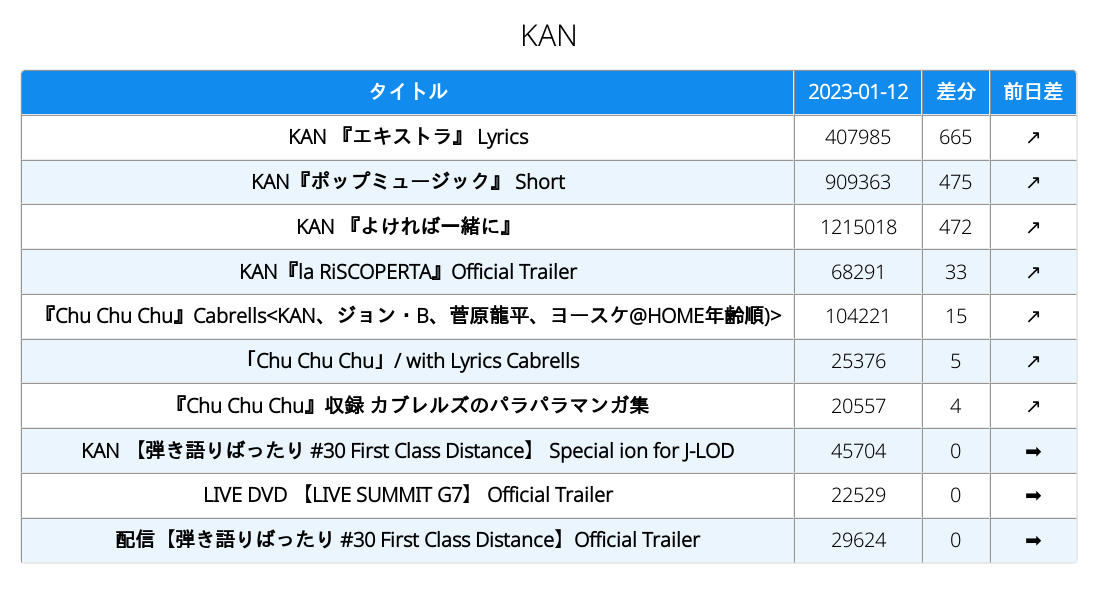 KAN
タイトル 2023-01-12 差分 前日差
KAN 『エキストラ』 Lyrics 407985 665 ↗
KAN『ポップミュージック』 Short 909363 475 ↗
KAN 『よければ一緒に』 1215018 472 ↗
KAN『la RiSCOPERTA』Official Trailer 68291 33 ↗
『Chu Chu Chu』Cabrells<KAN、ジョン・B、菅原龍平、ヨースケ@HOME年齢順)> 104221 15 ↗
「Chu Chu Chu」/ with Lyrics Cabrells 25376 5 ↗
『Chu Chu Chu』収録 カブレルズのパラパラマンガ集 20557 4 ↗
KAN 【弾き語りばったり #30 First Class Distance】 Special ion for J-LOD 45704 0 ➡
LIVE DVD 【LIVE SUMMIT G7】 Official Trailer 22529 0 ➡
配信【弾き語りばったり #30 First Class Distance】Official Trailer 29624 0 ➡